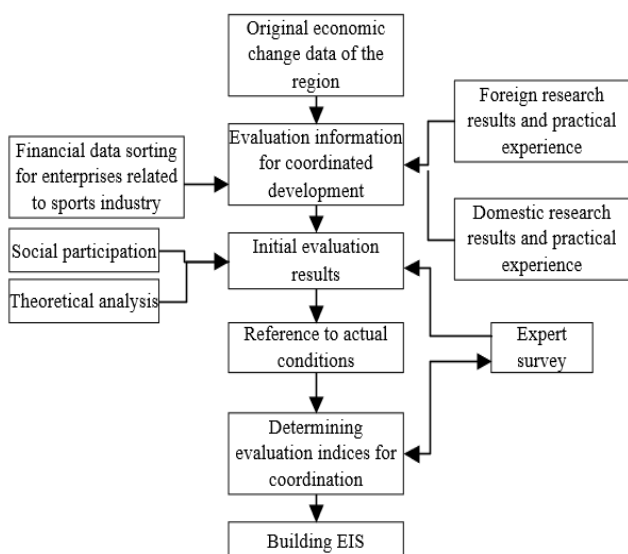 Original economic
change data of the
region
Foreign research
results and practical
experience
Evaluation information
for coordinated
development
Financial data sorting
for enterprises related
to sports industry
Domestic research
results and practical
experience
Social participation
Initial evaluation
results
Theoretical analysis
Reference to actual
conditions
Expert
survey
Determining
evaluation indices for
coordination
Building EIS